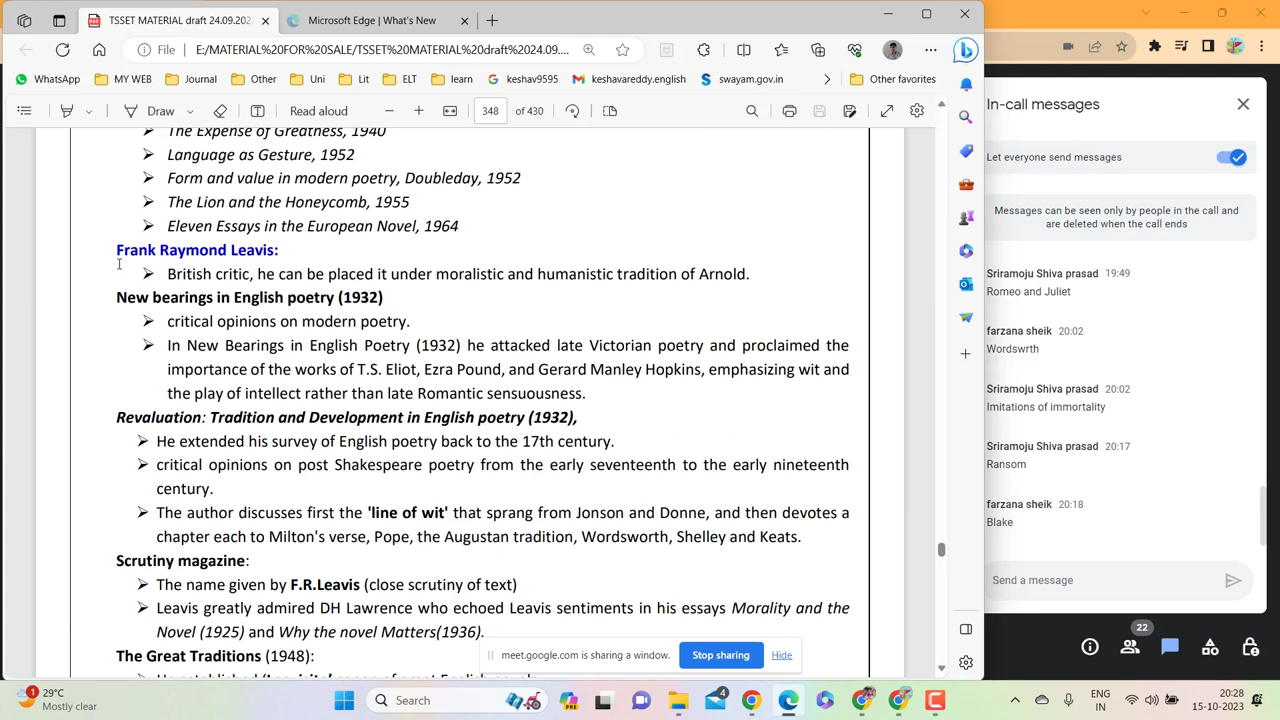 TSSET MATERIAL draft 24.09.202
Microsoft Edge | What's New
File
E:/MATERIAL%20FOR%20SALE/TSSET%20MATERIAL%20draft%2024.09....
WhatsApp
MY WEB
Journal
Other
Uni
Lit
ELT
learn
keshav9595
keshavareddy.english
swayam.gov.in
Other favorites
Draw
Read aloud
348 of 430
The Expense of Greatness, 1940
Language as Gesture, 1952
Form and value in modern poetry, Doubleday, 1952
The Lion and the Honeycomb, 1955
Eleven Essays in the European Novel, 1964
Frank Raymond Leavis:
British critic, he can be placed it under moralistic and humanistic tradition of Arnold.
New bearings in English poetry (1932)
critical opinions on modern poetry.
In New Bearings in English Poetry (1932) he attacked late Victorian poetry and proclaimed the
importance of the works of T.S. Eliot, Ezra Pound, and Gerard Manley Hopkins, emphasizing wit and
the play of intellect rather than late Romantic sensuousness.
Revaluation: Tradition and Development in English poetry (1932),
He extended his survey of English poetry back to the 17th century.
critical opinions on post Shakespeare poetry from the early seventeenth to the early nineteenth
century.
The author discusses first the 'line of wit' that sprang from Jonson and Donne, and then devotes a
chapter each to Milton's verse, Pope, the Augustan tradition, Wordsworth, Shelley and Keats.
Scrutiny magazine:
The name given by F.R.Leavis (close scrutiny of text)
Leavis greatly admired DH Lawrence who echoed Leavis sentiments in his essays Morality and the
Novel (1925) and Why the novel Matters(1936).
The Great Traditions (1948):
meet.google.com is sharing a window.
Stop sharing
Hide
In-call messages
Let everyone send messages
Messages can be seen only by people in the call and
are deleted when the call ends
Sriramoju Shiva prasad 19:49
Romeo and Juliet
farzana sheik 20:02
Wordswrth
Sriramoju Shiva prasad 20:02
Imitations of immortality
Sriramoju Shiva prasad 20:17
Ransom
farzana sheik 20:18
Blake
Send a message
22
1
29°C
Mostly clear
Search
PRE
4
ENG
IN
20:28
15-10-2023